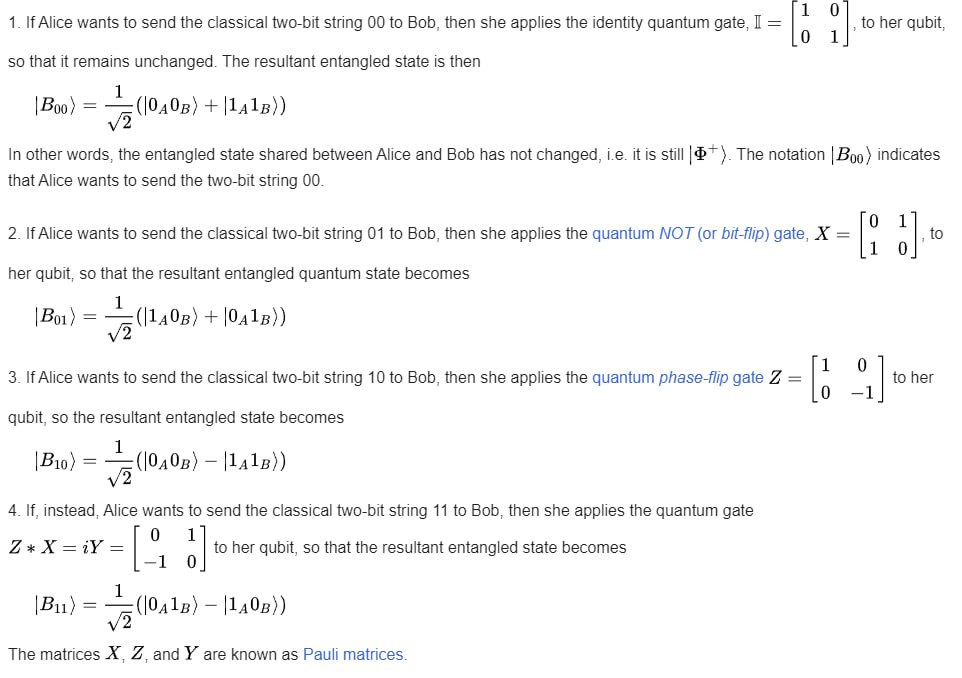 1. If Alice wants to send the classical two-bit string 00 to Bob, then she applies the identity quantum gate, 𝕀 = [1 0; 0 1], to her qubit,
so that it remains unchanged. The resultant entangled state is then
|B₀₀⟩ = 1/√2 (|0_A0_B⟩ + |1_A1_B⟩)
In other words, the entangled state shared between Alice and Bob has not changed, i.e. it is still |Φ⁺⟩. The notation |B₀₀⟩ indicates
that Alice wants to send the two-bit string 00.
2. If Alice wants to send the classical two-bit string 01 to Bob, then she applies the quantum NOT (or bit-flip) gate, X = [0 1; 1 0], to
her qubit, so that the resultant entangled quantum state becomes
|B₀₁⟩ = 1/√2 (|1_A0_B⟩ + |0_A1_B⟩)
3. If Alice wants to send the classical two-bit string 10 to Bob, then she applies the quantum phase-flip gate Z = [1 0; 0 −1] to her
qubit, so the resultant entangled state becomes
|B₁₀⟩ = 1/√2 (|0_A0_B⟩ − |1_A1_B⟩)
4. If, instead, Alice wants to send the classical two-bit string 11 to Bob, then she applies the quantum gate
Z ∗ X = iY = [0 1; −1 0] to her qubit, so that the resultant entangled state becomes
|B₁₁⟩ = 1/√2 (|0_A1_B⟩ − |1_A0_B⟩)
The matrices X, Z, and Y are known as Pauli matrices.